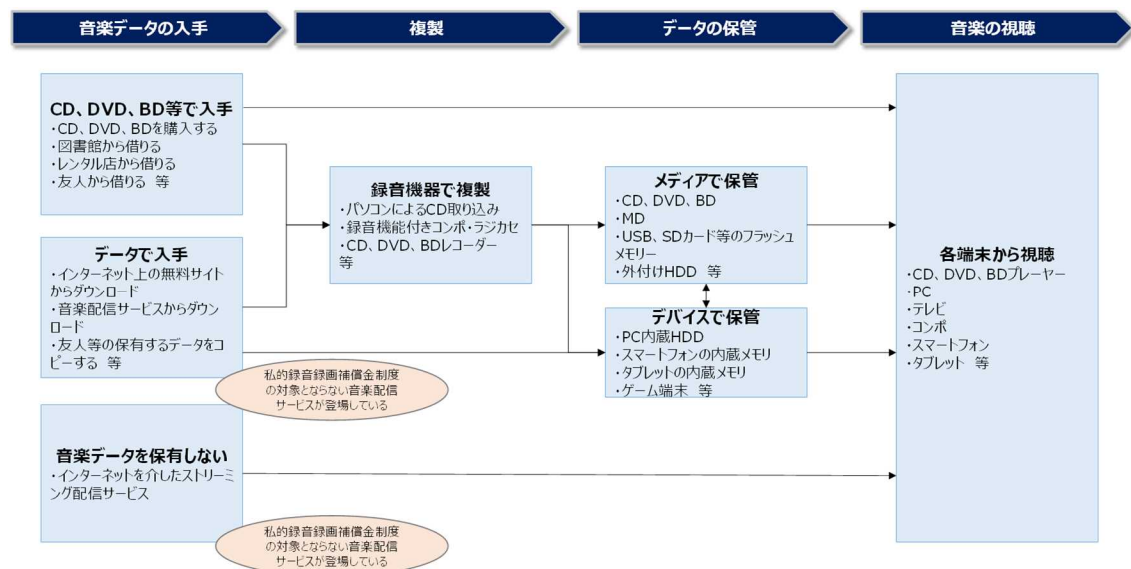 音楽データの入手
複製
データの保管
音楽の視聴
CD、DVD、BD等で入手
・CD、DVD、BDを購入する
・図書館から借りる
・レンタル店から借りる
・友人から借りる 等
データで入手
・インターネット上の無料サイト
からダウンロード
・音楽配信サービスからダウン
ロード
・友人等の保有するデータをコ
ピーする 等
私的録音録画補償金制度
の対象とならない音楽配信
サービスが登場している
音楽データを保有しない
・インターネットを介したストリーミ
ング配信サービス
私的録音録画補償金制度
の対象とならない音楽配信
サービスが登場している
録音機器で複製
・パソコンによるCD取り込み
・録音機能付きコンポ・ラジカセ
・CD、DVD、BDレコーダー
等
メディアで保管
・CD、DVD、BD
・MD
・USB、SDカード等のフラッシュ
メモリー
・外付けHDD 等
デバイスで保管
・PC内蔵HDD
・スマートフォンの内蔵メモリ
・タブレットの内蔵メモリ
・ゲーム端末 等
各端末から視聴
・CD、DVD、BDプレーヤー
・PC
・テレビ
・コンポ
・スマートフォン
・タブレット 等